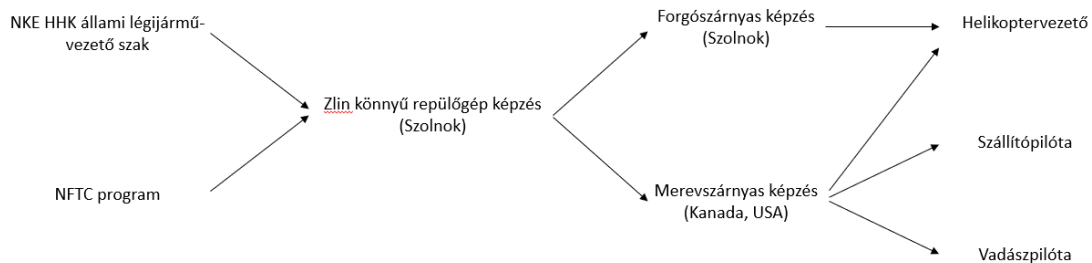 NKE HHK állami légijármű-
vezető szak
NFTC program
Zlin könnyű repülőgép képzés
(Szolnok)
Forgószárnyas képzés
(Szolnok)
Merevszárnyas képzés
(Kanada, USA)
Helikoptervezető
Szállítópilóta
Vadászpilóta